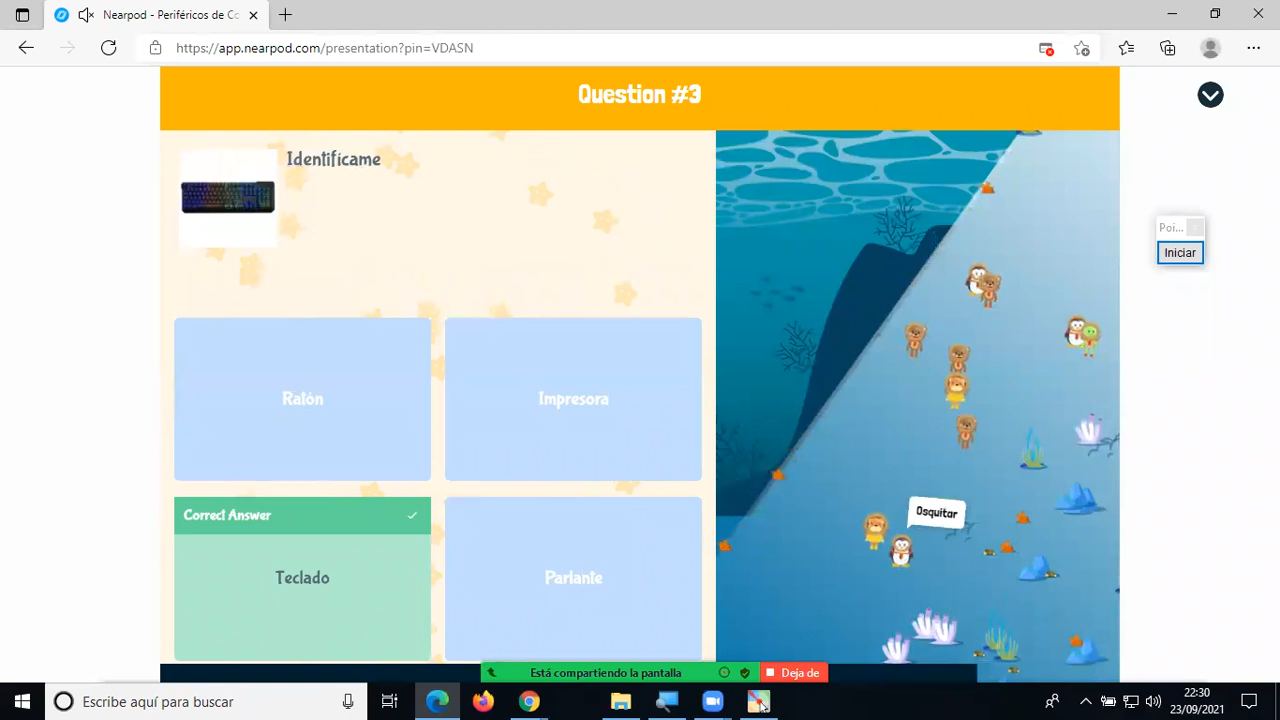 Nearpod - Periféricos de Co
https://app.nearpod.com/presentation?pin=VDASN
Question #3
Identifícame
Poi...
Iniciar
Ratón
Impresora
Correct Answer
Teclado
Parlante
Osquitar
Está compartiendo la pantalla
Deja de
Escribe aquí para buscar
22:30
23/09/2021